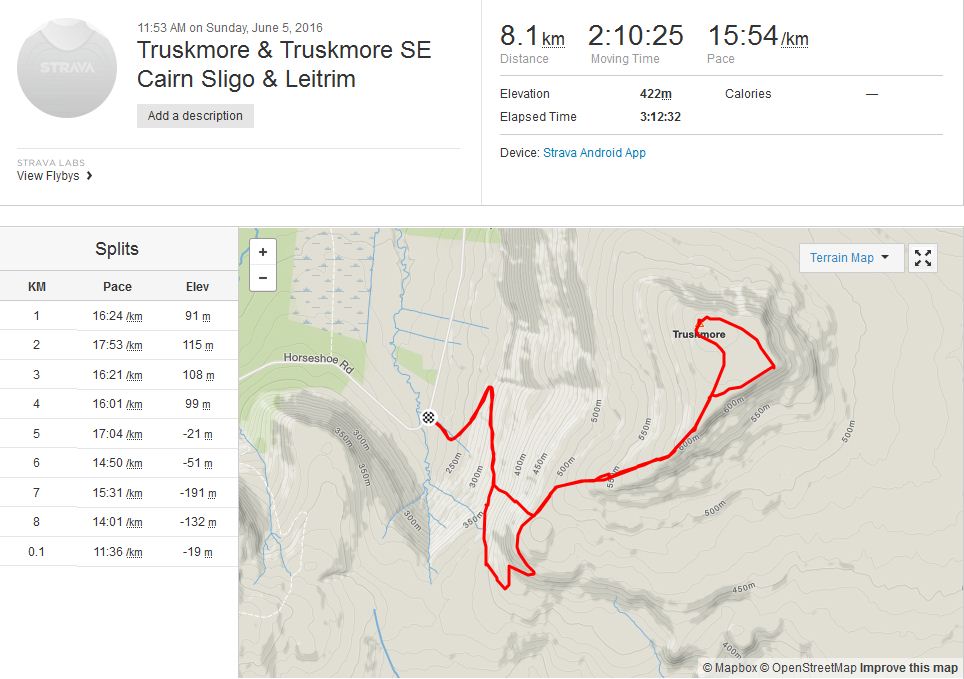 STRAVA
11:53 AM on Sunday, June 5, 2016
Truskmore & Truskmore SE
Cairn Sligo & Leitrim
Add a description
STRAVA LABS
View Flybys
8.1 km 2:10:25 15:54/km
Distance Moving Time Pace
Elevation 422m Calories —
Elapsed Time 3:12:32
Device: Strava Android App
Splits
KM Pace Elev
1 16:24 /km 91 m
2 17:53 /km 115 m
3 16:21 /km 108 m
4 16:01 /km 99 m
5 17:04 /km -21 m
6 14:50 /km -51 m
7 15:31 /km -191 m
8 14:01 /km -132 m
0.1 11:36 /km -19 m
+
−
Terrain Map
Truskmore
Horseshoe Rd
350m
300m
350m
300m
250m
300m
350m
400m
450m
500m
500m
550m
550m
600m
600m
550m
500m
500m
450m
400m
© Mapbox © OpenStreetMap Improve this map